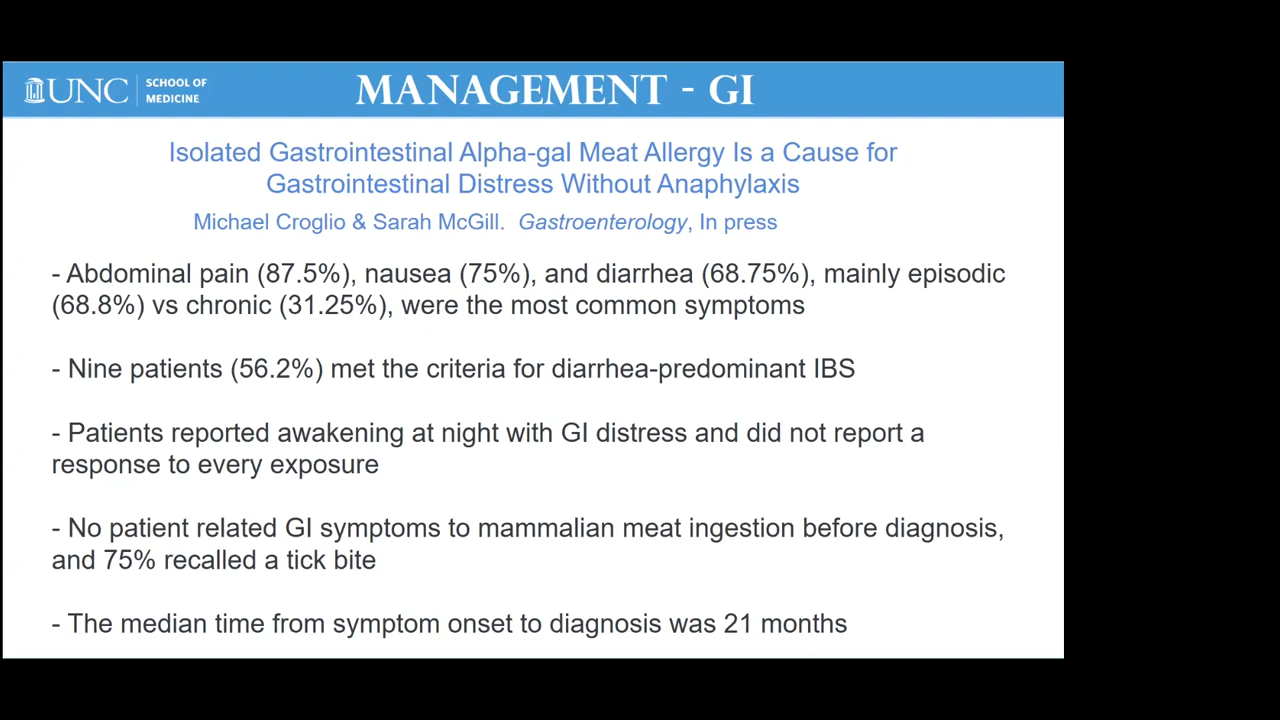 UNC
SCHOOL OF
MEDICINE
MANAGEMENT - GI
Isolated Gastrointestinal Alpha-gal Meat Allergy Is a Cause for
Gastrointestinal Distress Without Anaphylaxis
Michael Croglio & Sarah McGill. Gastroenterology, In press
- Abdominal pain (87.5%), nausea (75%), and diarrhea (68.75%), mainly episodic
(68.8%) vs chronic (31.25%), were the most common symptoms
- Nine patients (56.2%) met the criteria for diarrhea-predominant IBS
- Patients reported awakening at night with GI distress and did not report a
response to every exposure
- No patient related GI symptoms to mammalian meat ingestion before diagnosis,
and 75% recalled a tick bite
- The median time from symptom onset to diagnosis was 21 months